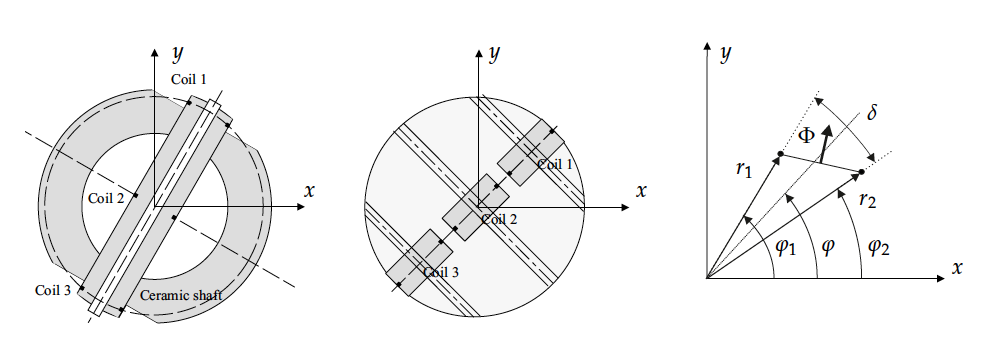 y
Coil 1
Coil 2
x
Coil 3
Ceramic shaft
y
Coil 1
x
Coil 2
Coil 3
y
δ
Φ
r₁
r₂
φ₁
φ
φ₂
x